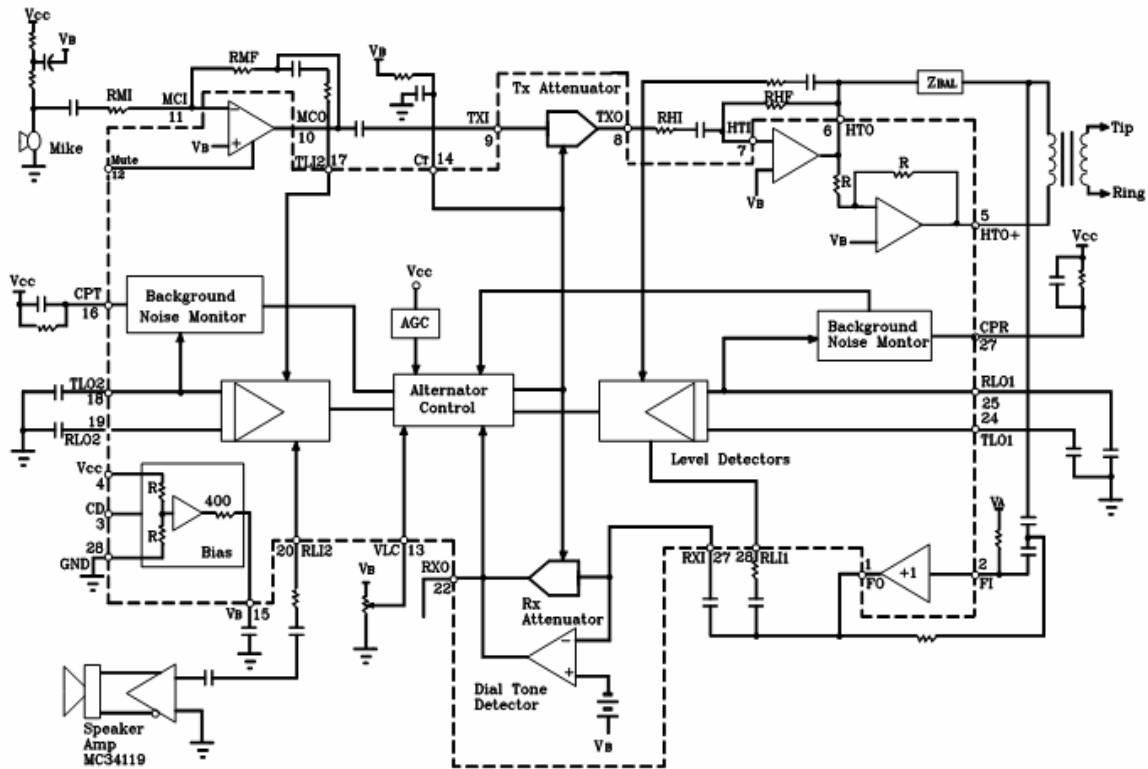 Vcc
VB
RMF
RMI
MCI
11
MCO
10
VB
Mike
Mute
12
VB
TLI2
17
CT
14
TXI
9
Tx Attenuator
TXO
8
RHI
RHF
HTI
7
6
HTO
ZBAL
VB
R
R
VB
5
HTO+
Tip
Ring
Vcc
Vcc
CPT
16
Background
Noise Monitor
Vcc
AGC
Background
Noise Montor
CPR
27
TLO2
18
19
RLO2
Alternator
Control
Level Detectors
RLO1
25
24
TLO1
Vcc
4
CD
3
28
GND
R
R
400
Bias
VB
15
20
RLI2
VLC
13
VB
RXO
22
Rx
Attenuator
RXI
27
28
RLI1
1
FO
+1
2
FI
VA
Dial Tone
Detector
VB
Speaker
Amp
MC34119